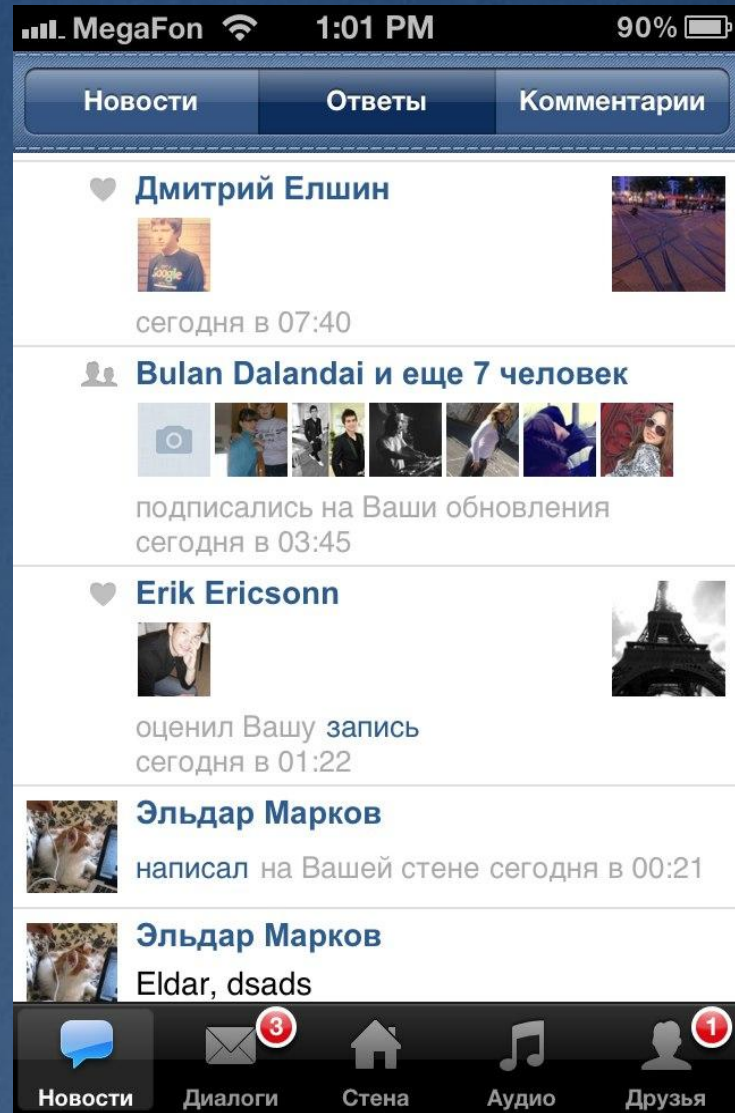 MegaFon 1:01 PM 90%
Новости Ответы Комментарии
Дмитрий Елшин
Google
сегодня в 07:40
Bulan Dalandai и еще 7 человек
подписались на Ваши обновления
сегодня в 03:45
Erik Ericsonn
оценил Вашу запись
сегодня в 01:22
Эльдар Марков
написал на Вашей стене сегодня в 00:21
Эльдар Марков
Eldar, dsads
3 1
Новости Диалоги Стена Аудио Друзья